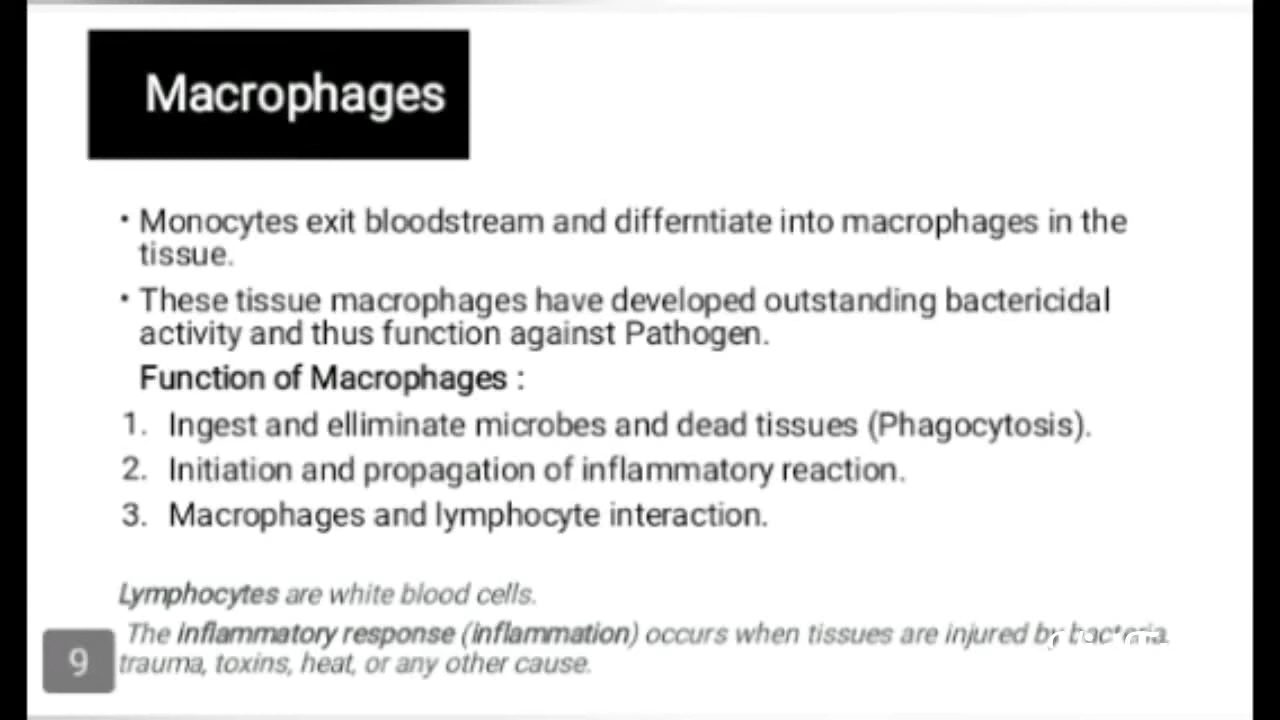 Macrophages
• Monocytes exit bloodstream and differntiate into macrophages in the
tissue.
• These tissue macrophages have developed outstanding bactericidal
activity and thus function against Pathogen.
Function of Macrophages :
1. Ingest and elliminate microbes and dead tissues (Phagocytosis).
2. Initiation and propagation of inflammatory reaction.
3. Macrophages and lymphocyte interaction.
Lymphocytes are white blood cells.
The inflammatory response (inflammation) occurs when tissues are injured by bacteria,
trauma, toxins, heat, or any other cause.
9